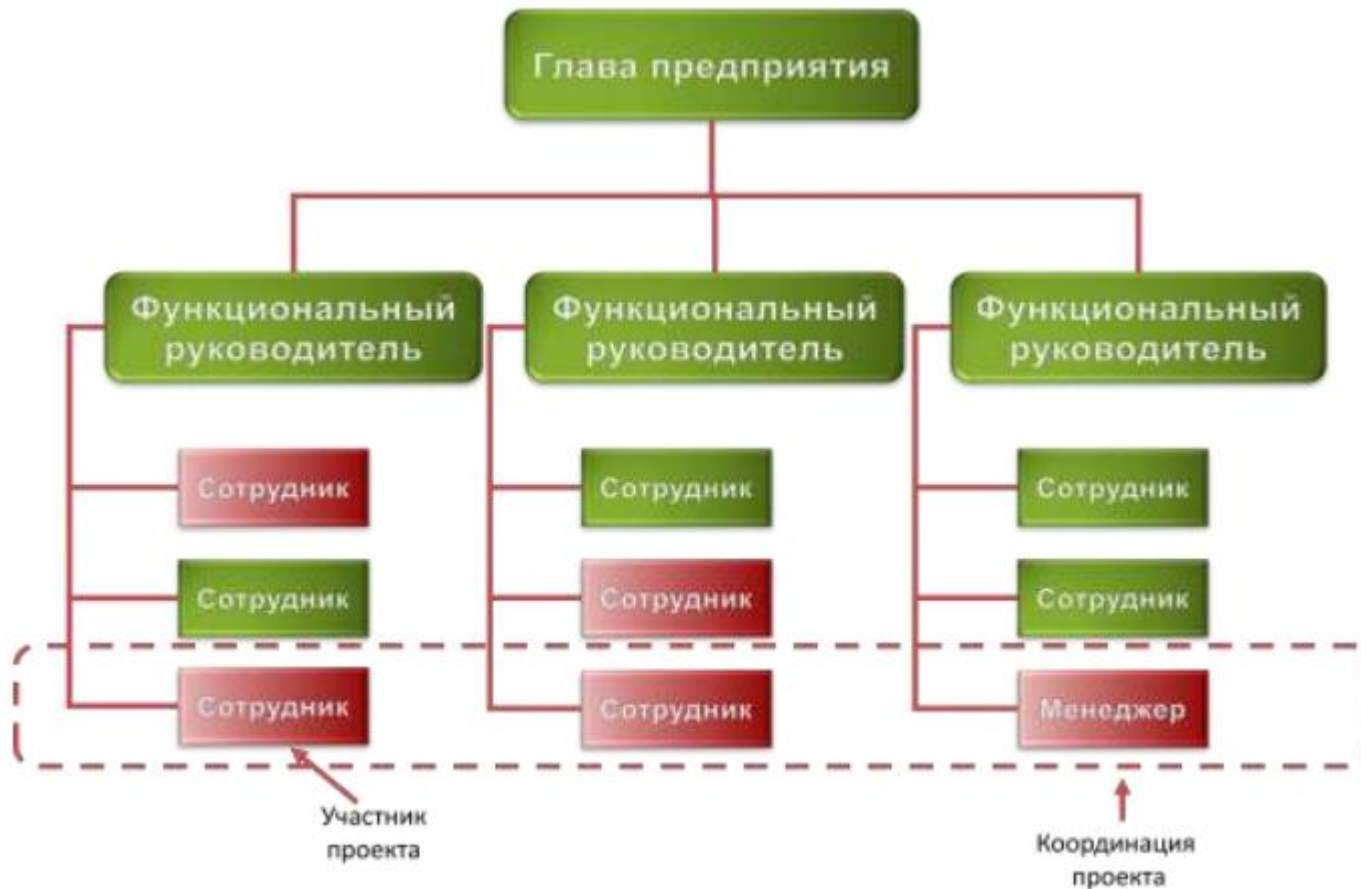 Глава предприятия
Функциональный
руководитель
Функциональный
руководитель
Функциональный
руководитель
Сотрудник
Сотрудник
Сотрудник
Сотрудник
Сотрудник
Сотрудник
Сотрудник
Сотрудник
Менеджер
Участник
проекта
Координация
проекта